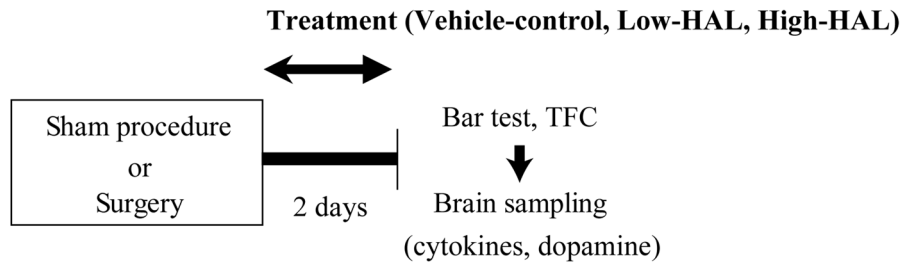 Treatment (Vehicle-control, Low-HAL, High-HAL)
Sham procedure
or
Surgery
2 days
Bar test, TFC
Brain sampling
(cytokines, dopamine)